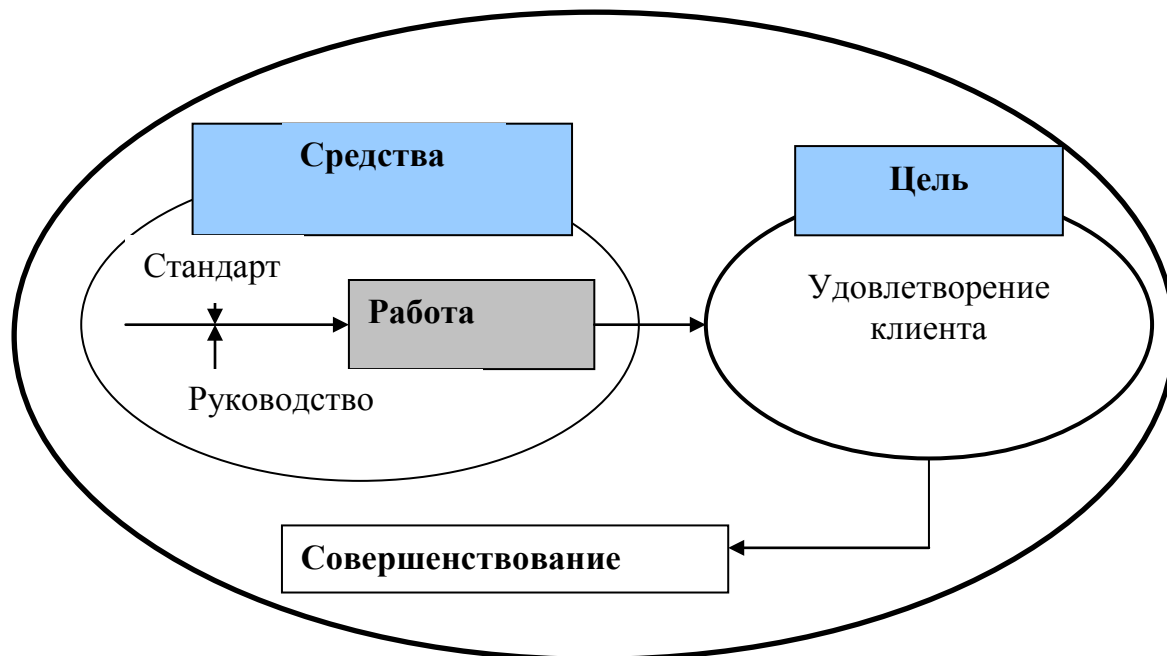 Средства
Цель
Стандарт
Работа
Руководство
Удовлетворение
клиента
Совершенствование